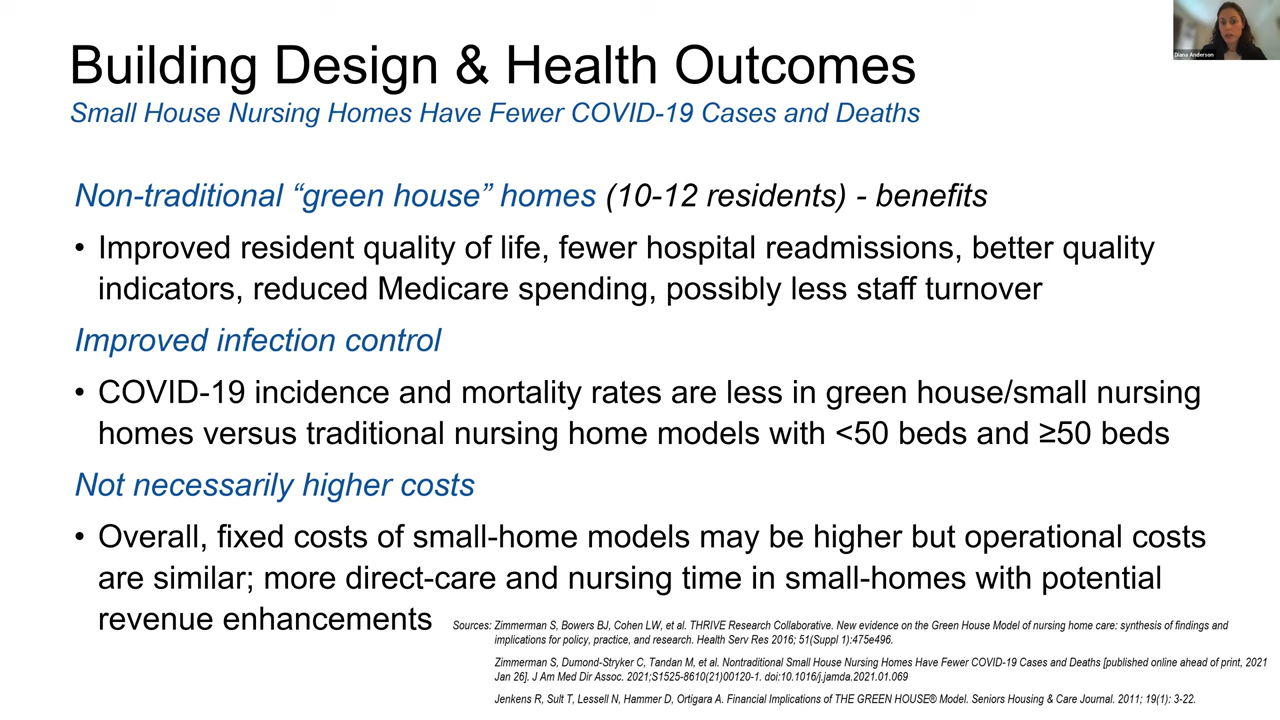 Building Design & Health Outcomes
Small House Nursing Homes Have Fewer COVID-19 Cases and Deaths
Diana Anderson
Non-traditional “green house” homes (10-12 residents) - benefits
• Improved resident quality of life, fewer hospital readmissions, better quality
indicators, reduced Medicare spending, possibly less staff turnover
Improved infection control
• COVID-19 incidence and mortality rates are less in green house/small nursing
homes versus traditional nursing home models with <50 beds and ≥50 beds
Not necessarily higher costs
• Overall, fixed costs of small-home models may be higher but operational costs
are similar; more direct-care and nursing time in small-homes with potential
revenue enhancements
Sources: Zimmerman S, Bowers BJ, Cohen LW, et al. THRIVE Research Collaborative. New evidence on the Green House Model of nursing home care: synthesis of findings and
implications for policy, practice, and research. Health Serv Res 2016; 51(Suppl 1):475e496.
Zimmerman S, Dumond-Stryker C, Tandan M, et al. Nontraditional Small House Nursing Homes Have Fewer COVID-19 Cases and Deaths [published online ahead of print, 2021
Jan 26]. J Am Med Dir Assoc. 2021;S1525-8610(21)00120-1. doi:10.1016/j.jamda.2021.01.069
Jenkens R, Sult T, Lessell N, Hammer D, Ortigara A. Financial Implications of THE GREEN HOUSE® Model. Seniors Housing & Care Journal. 2011; 19(1): 3-22.